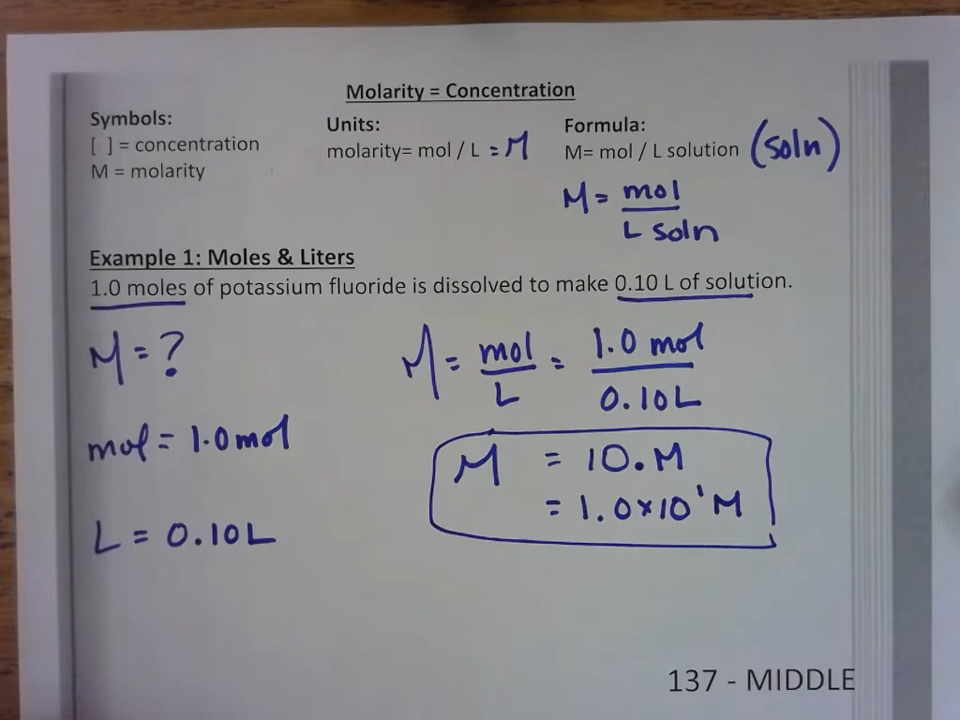 Molarity = Concentration
Symbols:
[ ] = concentration
M = molarity
Units:
molarity= mol / L = M
Formula:
M= mol / L solution (soln)
M = mol
L soln
Example 1: Moles & Liters
1.0 moles of potassium fluoride is dissolved to make 0.10 L of solution.
M = ?
mol = 1.0 mol
L = 0.10 L
M = mol = 1.0 mol
L 0.10 L
M = 10. M
= 1.0 × 10¹ M
137 - MIDDLE